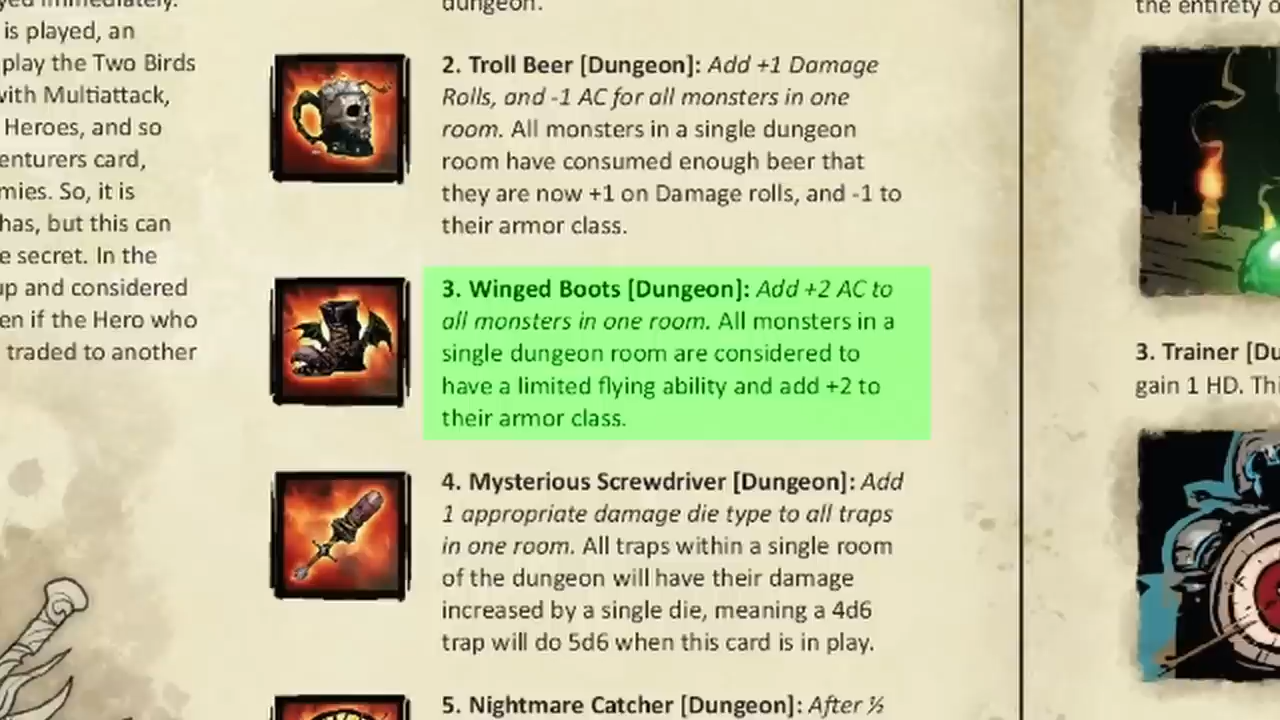 yed immediately.
is played, an
play the Two Birds
with Multiattack,
Heroes, and so
enturers card,
mies. So, it is
has, but this can
e secret. In the
up and considered
en if the Hero who
traded to another
dungeon.
2. Troll Beer [Dungeon]: Add +1 Damage
Rolls, and -1 AC for all monsters in one
room. All monsters in a single dungeon
room have consumed enough beer that
they are now +1 on Damage rolls, and -1 to
their armor class.
3. Winged Boots [Dungeon]: Add +2 AC to
all monsters in one room. All monsters in a
single dungeon room are considered to
have a limited flying ability and add +2 to
their armor class.
4. Mysterious Screwdriver [Dungeon]: Add
1 appropriate damage die type to all traps
in one room. All traps within a single room
of the dungeon will have their damage
increased by a single die, meaning a 4d6
trap will do 5d6 when this card is in play.
5. Nightmare Catcher [Dungeon]: After ½
the entirety o
3. Trainer [Du
gain 1 HD. Thi